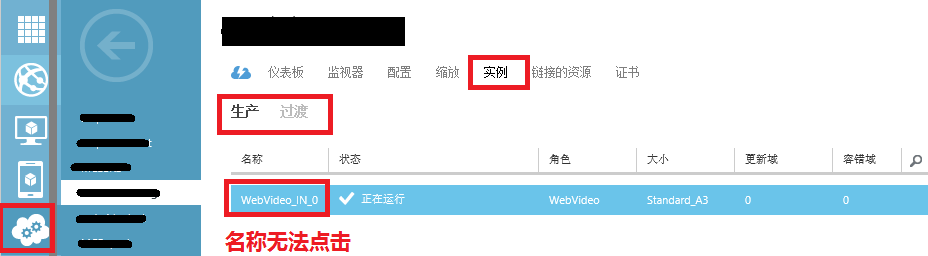 仪表板 监视器 配置 缩放 实例 链接的资源 证书
生产 过渡
名称 状态 角色 大小 更新域 容错域
WebVideo_IN_0 正在运行 WebVideo Standard_A3 0 0
名称无法点击